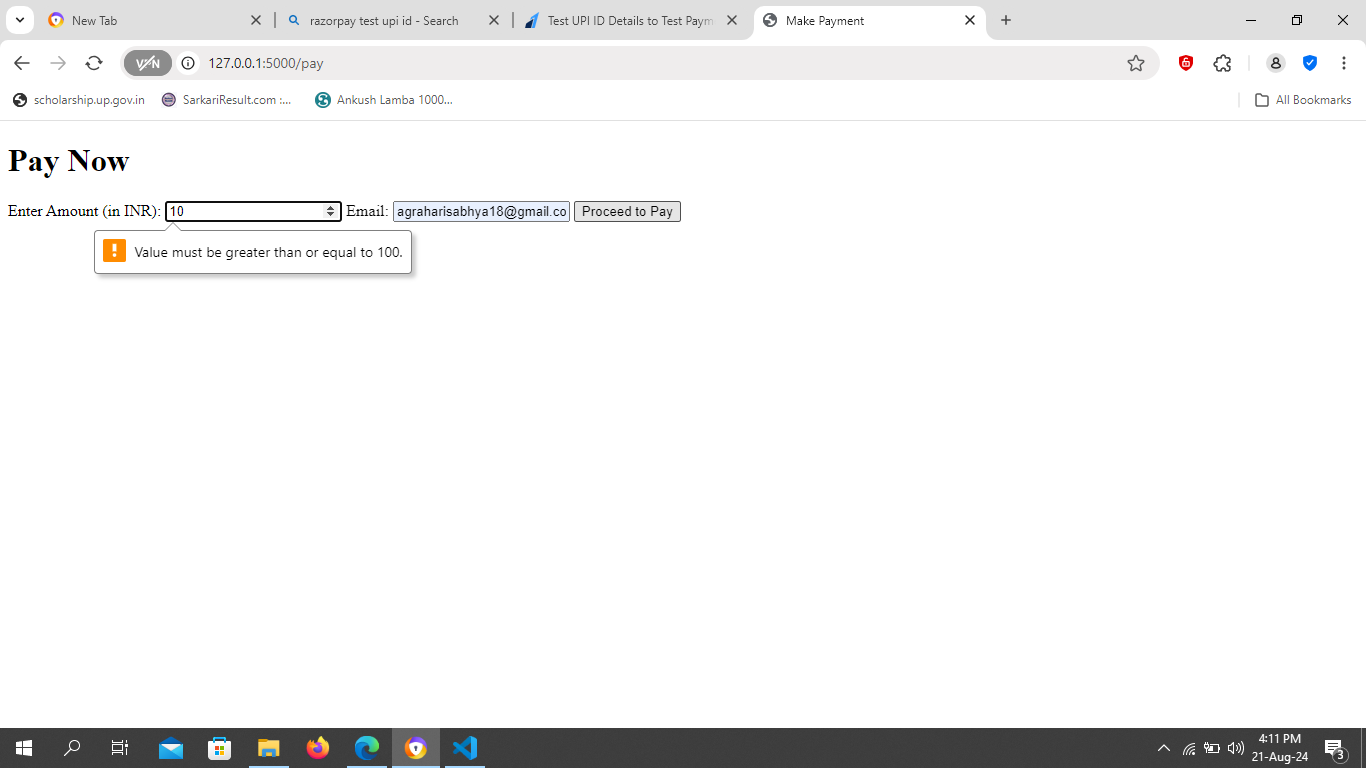 New Tab
razorpay test upi id - Search
Test UPI ID Details to Test Paym
Make Payment
VPN
127.0.0.1:5000/pay
scholarship.up.gov.in
SarkariResult.com :...
Ankush Lamba 1000...
All Bookmarks
Pay Now
Enter Amount (in INR): 10 Email: agraharisabhya18@gmail.co Proceed to Pay
Value must be greater than or equal to 100.
4:11 PM
21-Aug-24
3